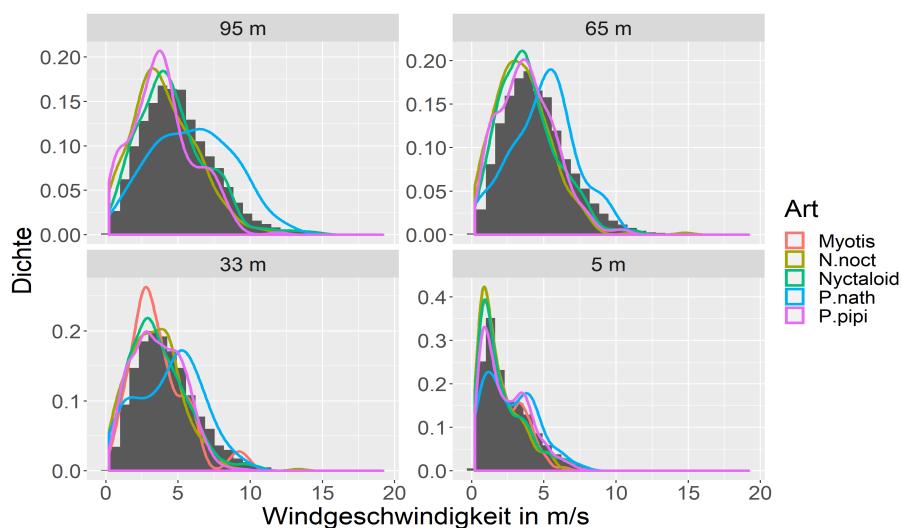 95 m
65 m
0.20
0.15
0.10
0.05
0.00
0.20
0.15
0.10
0.05
0.00
33 m
5 m
0.2
0.1
0.0
0.4
0.3
0.2
0.1
0.0
0 5 10 15 20
0 5 10 15 20
Dichte
Windgeschwindigkeit in m/s
Art
Myotis
N.noct
Nyctaloid
P.nath
P.pipi